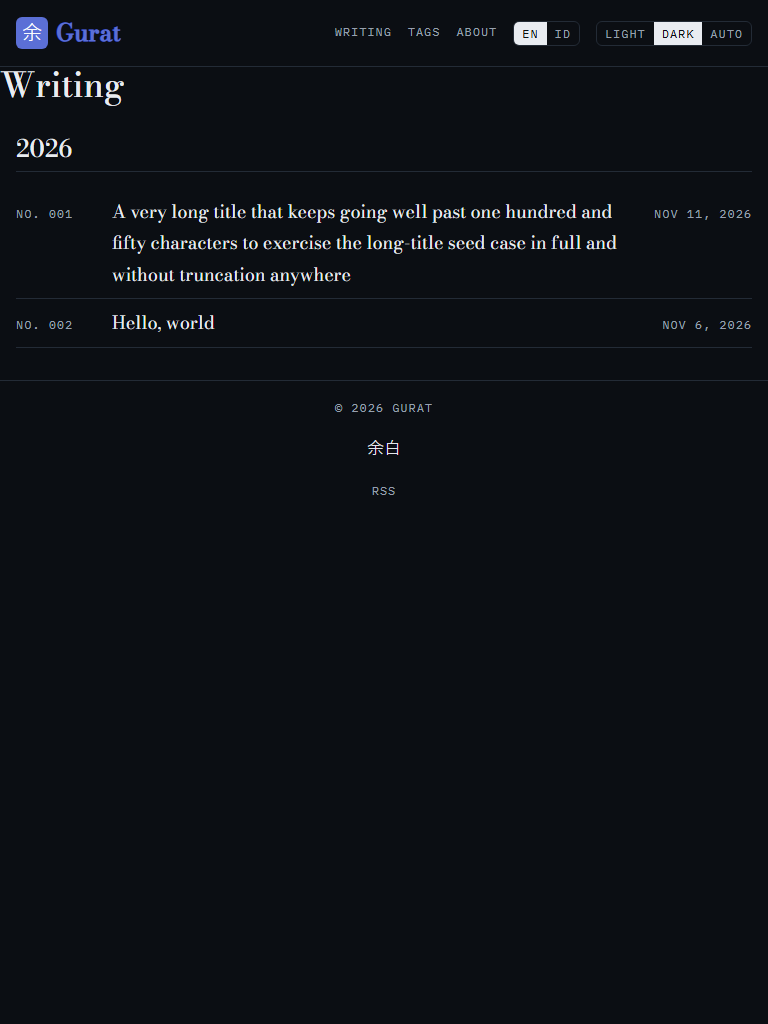 余 Gurat WRITING TAGS ABOUT EN ID LIGHT DARK AUTO
Writing
2026
NO. 001 A very long title that keeps going well past one hundred and NOV 11, 2026
fifty characters to exercise the long-title seed case in full and
without truncation anywhere
NO. 002 Hello, world NOV 6, 2026
© 2026 GURAT
余白
RSS